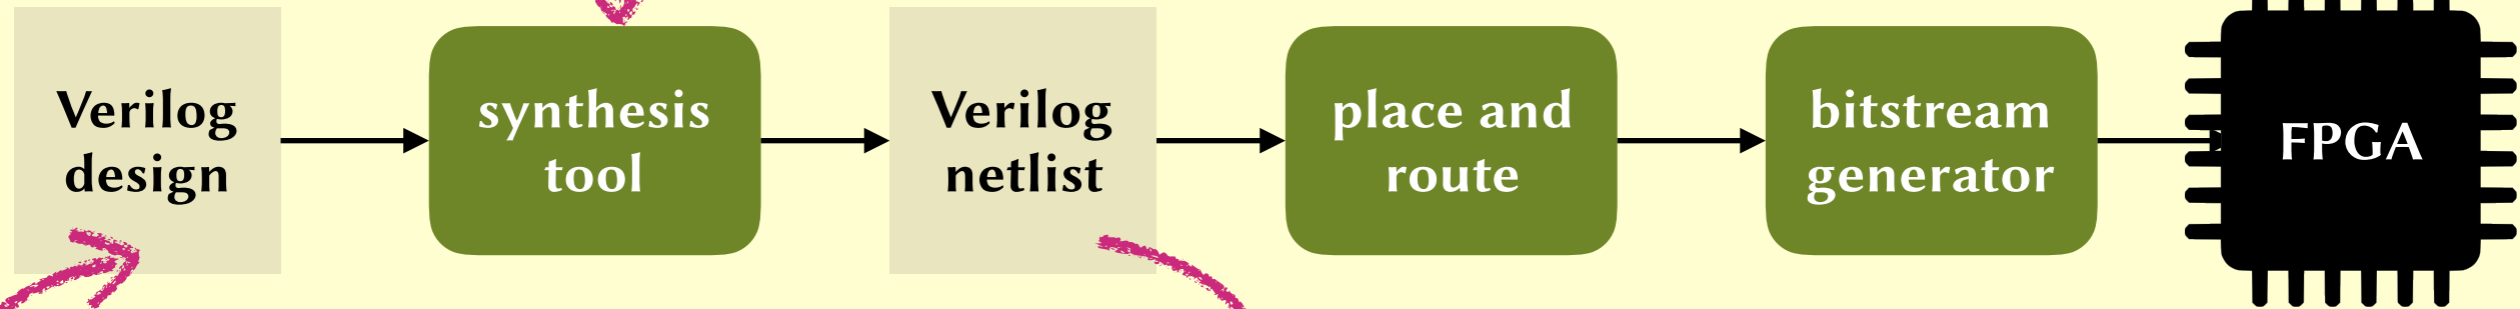 Verilog
design
synthesis
tool
Verilog
netlist
place and
route
bitstream
generator
FPGA